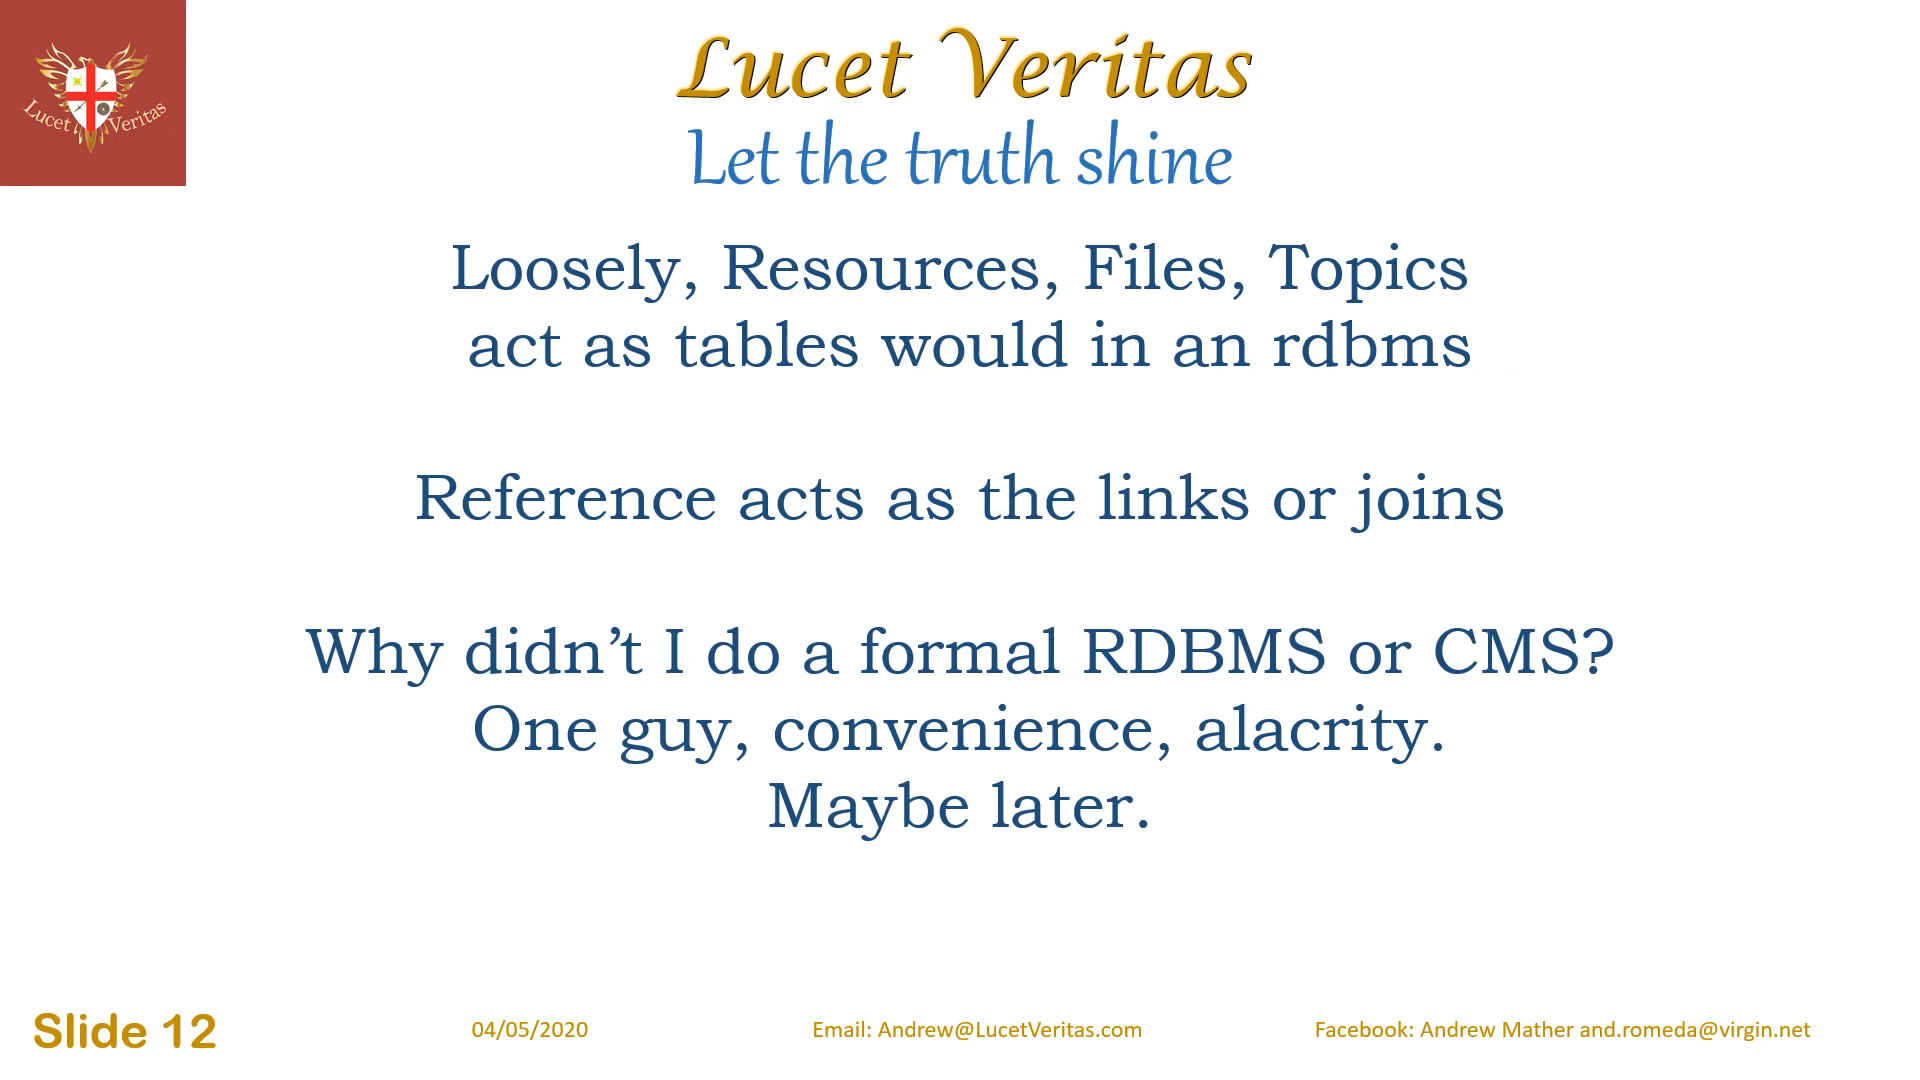 Lucet Veritas
Lucet Veritas
Let the truth shine
Loosely, Resources, Files, Topics
act as tables would in an rdbms
Reference acts as the links or joins
Why didn’t I do a formal RDBMS or CMS?
One guy, convenience, alacrity.
Maybe later.
Slide 12
04/05/2020
Email: Andrew@LucetVeritas.com
Facebook: Andrew Mather and.romeda@virgin.net